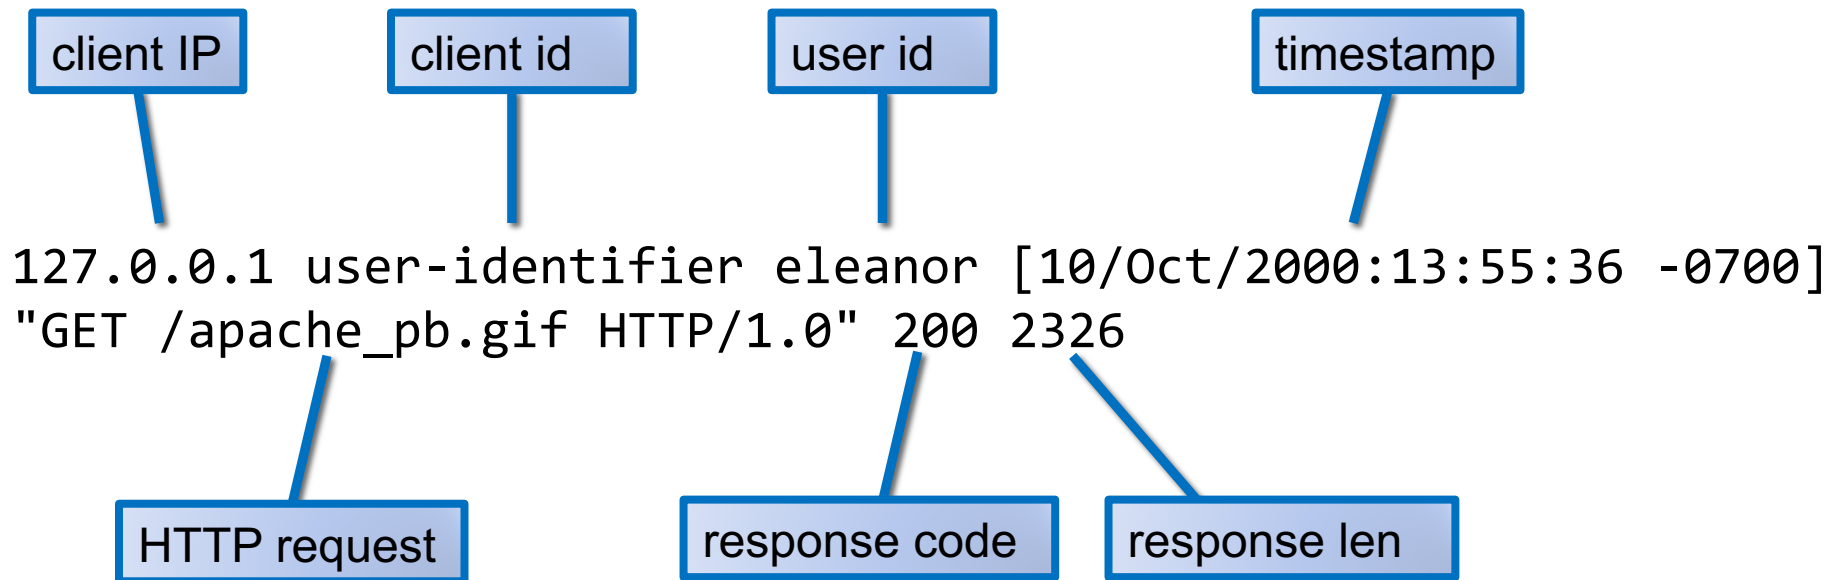 client IP
client id
user id
timestamp
127.0.0.1 user-identifier eleanor [10/Oct/2000:13:55:36 -0700]
"GET /apache_pb.gif HTTP/1.0" 200 2326
HTTP request
response code
response len